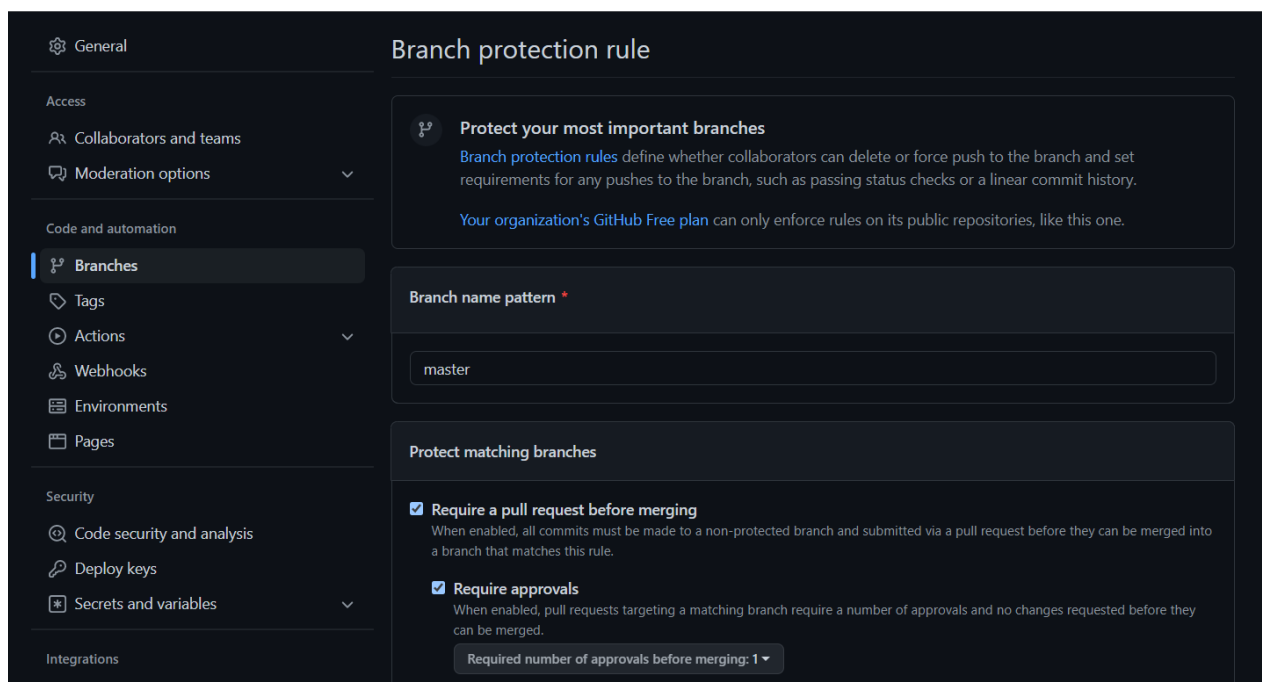 General
Access
Collaborators and teams
Moderation options
Code and automation
Branches
Tags
Actions
Webhooks
Environments
Pages
Security
Code security and analysis
Deploy keys
Secrets and variables
Integrations
Branch protection rule
Protect your most important branches
Branch protection rules define whether collaborators can delete or force push to the branch and set
requirements for any pushes to the branch, such as passing status checks or a linear commit history.
Your organization's GitHub Free plan can only enforce rules on its public repositories, like this one.
Branch name pattern *
master
Protect matching branches
Require a pull request before merging
When enabled, all commits must be made to a non-protected branch and submitted via a pull request before they can be merged into
a branch that matches this rule.
Require approvals
When enabled, pull requests targeting a matching branch require a number of approvals and no changes requested before they
can be merged.
Required number of approvals before merging: 1